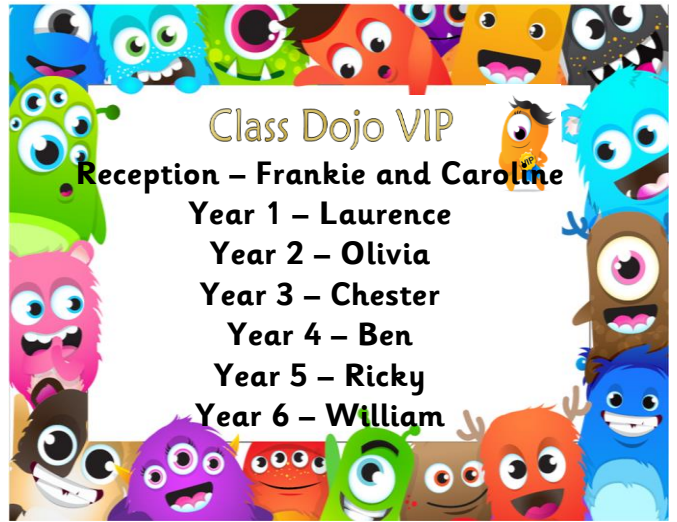 Class Dojo VIP
VIP
Reception – Frankie and Caroline
Year 1 – Laurence
Year 2 – Olivia
Year 3 – Chester
Year 4 – Ben
Year 5 – Ricky
Year 6 – William